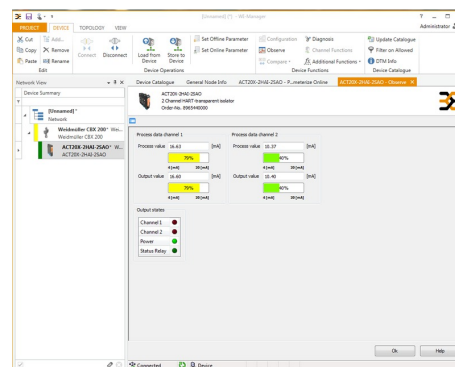 [Unnamed] (*) - WI-Manager
PROJECT DEVICE TOPOLOGY VIEW
Administrator
Cut Add...
Copy Remove
Paste Rename
Connect Disconnect
Load from Device
Store to Device
Set Offline Parameter
Set Online Parameter
Configuration Diagnosis
Observe Channel Functions
Compare Additional Functions
Update Catalogue
Filter on Allowed
DTM Info
Edit Device Operations Device Functions Device Catalogue
Network View
Device Catalogue General Node Info ACT20X-2HAI-2SAO - P...meterize Online ACT20X-2HAI-2SAO - Observe
Device Summary
[Unnamed]*
Network
Weidmüller CBX 200* Wei...
Weidmüller CBX 200
ACT20X-2HAI-2SAO* W...
ACT20X-2HAI-2SAO
ACT20X-2HAI-2SAO
2 Channel HART-transparent isolator
Order-No. 8965440000
Process data channel 1
Process value 16.63 [mA]
79%
4 [mA] 20 [mA]
Output value 16.60 [mA]
79%
4 [mA] 20 [mA]
Process data channel 2
Process value 10.37 [mA]
40%
4 [mA] 20 [mA]
Output value 10.40 [mA]
40%
4 [mA] 20 [mA]
Output states
Channel 1
Channel 2
Power
Status Relay
Ok Help
Connected Device